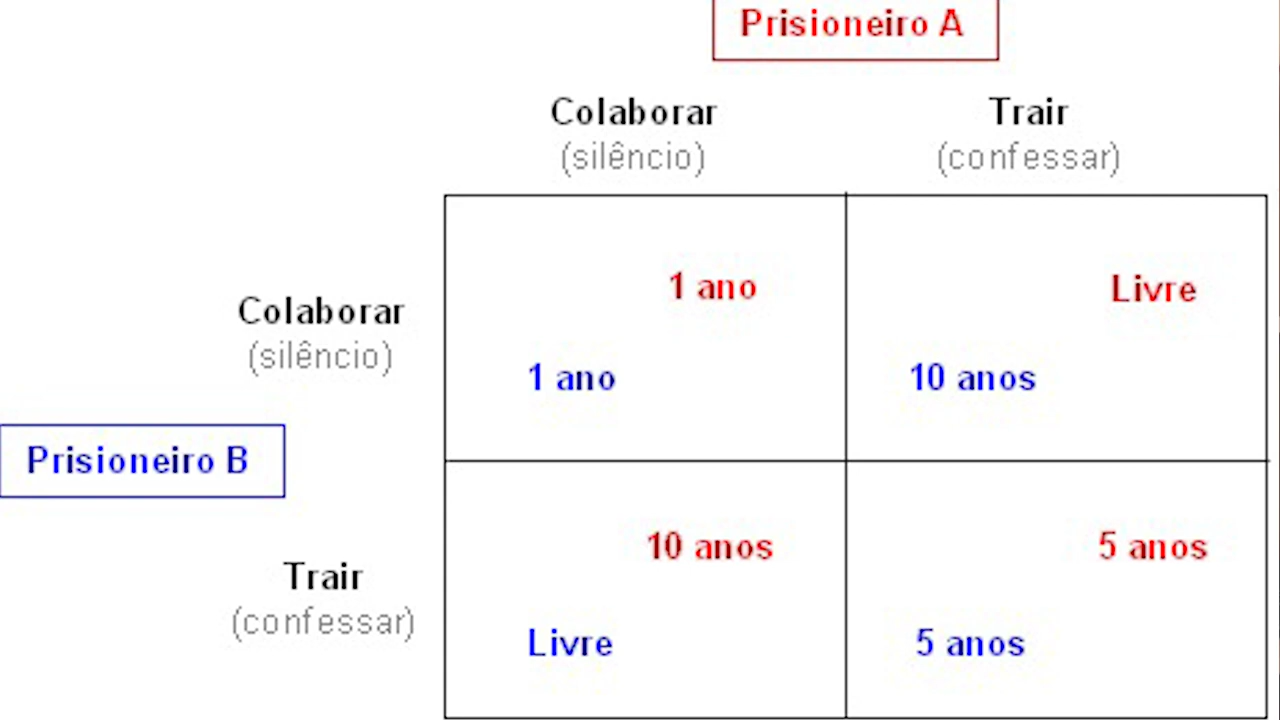 Prisioneiro A
Colaborar Trair
(silêncio) (confessar)
1 ano Livre
Colaborar
(silêncio)
1 ano 10 anos
Prisioneiro B
10 anos 5 anos
Trair
(confessar)
Livre 5 anos